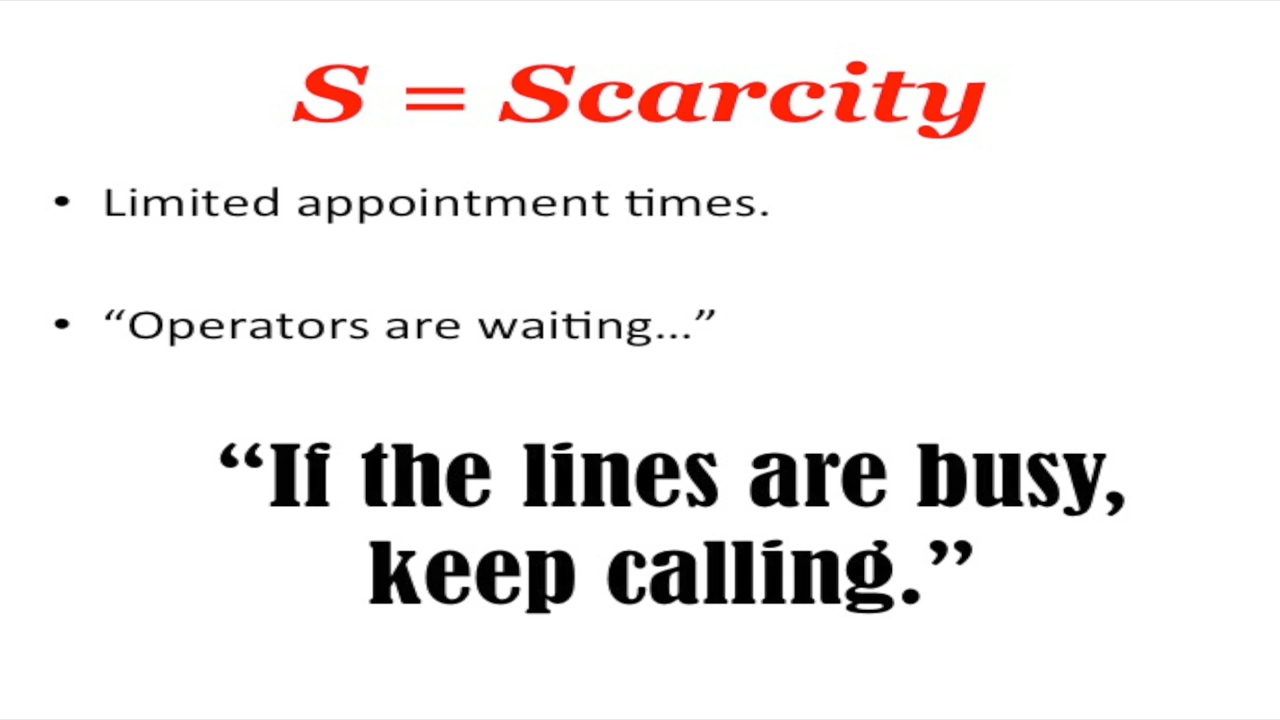 S = Scarcity
• Limited appointment times.
• “Operators are waiting...”
“If the lines are busy,
keep calling.”